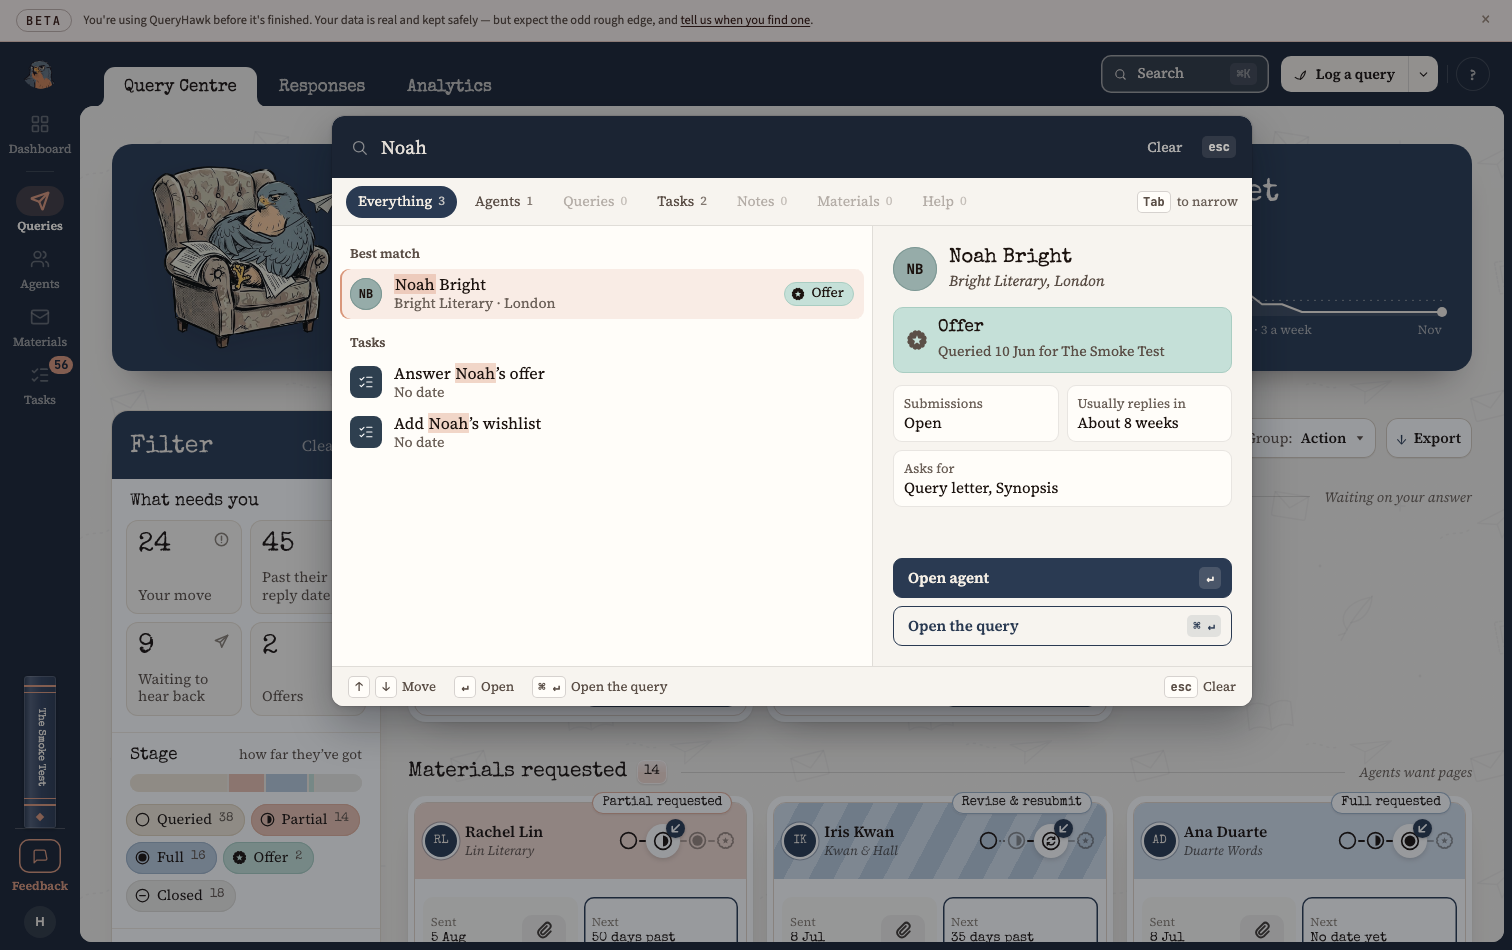 BETA
You're using QueryHawk before it's finished. Your data is real and kept safely — but expect the odd rough edge, and tell us when you find one.
×
Query Centre
Responses
Analytics
Search ⌘K
Log a query
?
Dashboard
Queries
Agents
Materials
56
Tasks
The Smoke Test
Feedback
H
Noah
Clear
esc
Everything 3
Agents 1
Queries 0
Tasks 2
Notes 0
Materials 0
Help 0
Tab to narrow
Best match
NB
Noah Bright
Bright Literary · London
Offer
Tasks
Answer Noah’s offer
No date
Add Noah’s wishlist
No date
NB
Noah Bright
Bright Literary, London
Offer
Queried 10 Jun for The Smoke Test
Submissions
Open
Usually replies in
About 8 weeks
Asks for
Query letter, Synopsis
Open agent ↵
Open the query ⌘ ↵
↑ ↓ Move
↵ Open
⌘ ↵ Open the query
esc Clear
et
· 3 a week
Nov
Group: Action
↓ Export
Waiting on your answer
Filter
Clea
What needs you
24
Your move
45
Past their
reply date
9
Waiting to
hear back
2
Offers
Stage
how far they’ve got
Queried 38
Partial 14
Full 16
Offer 2
Closed 18
Materials requested 14
Agents want pages
Partial requested
RL
Rachel Lin
Lin Literary
Sent
5 Aug
Next
50 days past
Revise & resubmit
IK
Iris Kwan
Kwan & Hall
Sent
8 Jul
Next
35 days past
Full requested
AD
Ana Duarte
Duarte Words
Sent
8 Jul
Next
No date yet